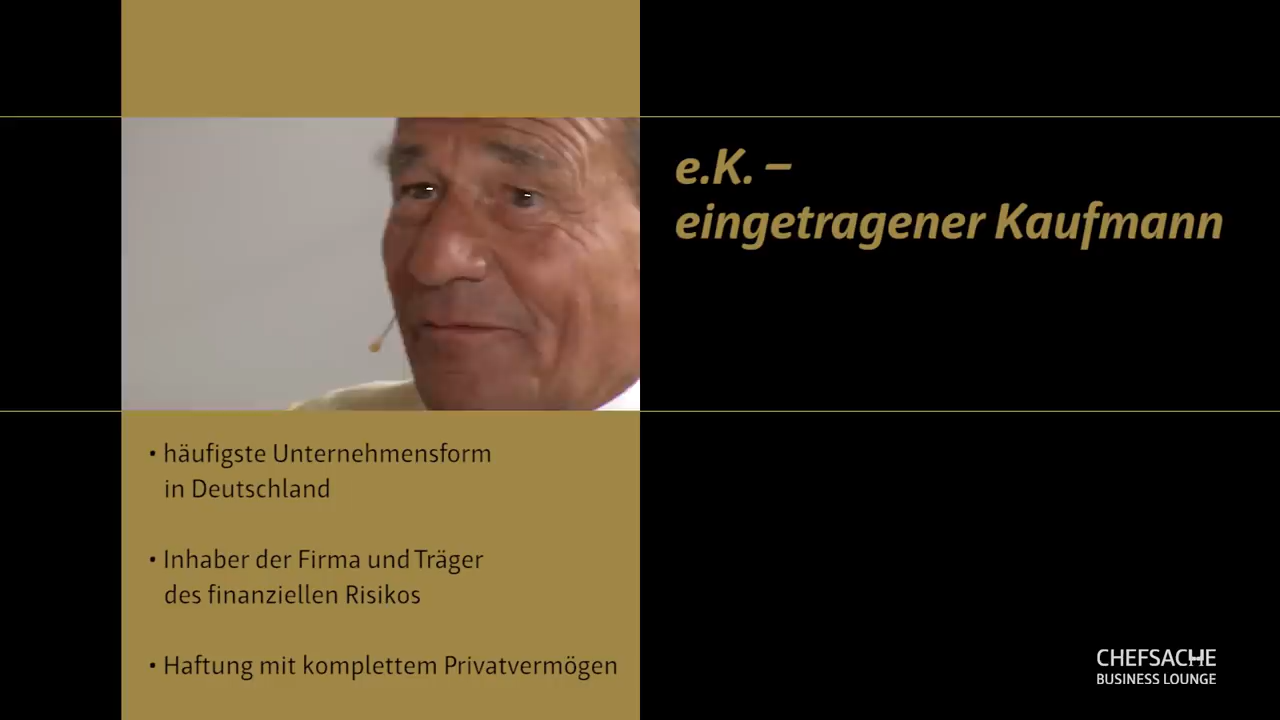 e.K. –
eingetragener Kaufmann
• häufigste Unternehmensform
in Deutschland
• Inhaber der Firma und Träger
des finanziellen Risikos
• Haftung mit komplettem Privatvermögen
CHEFSACHE
BUSINESS LOUNGE